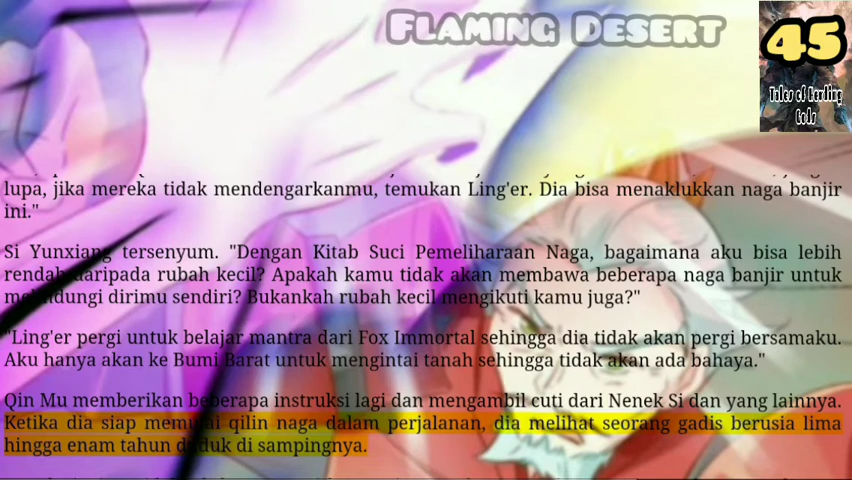 FLAMING DESERT
45
Tales of Herding
Gods
lupa, jika mereka tidak mendengarkanmu, temukan Ling'er. Dia bisa menaklukkan naga banjir
ini."
Si Yunxiang tersenyum. "Dengan Kitab Suci Pemeliharaan Naga, bagaimana aku bisa lebih
rendah daripada rubah kecil? Apakah kamu tidak akan membawa beberapa naga banjir untuk
melindungi dirimu sendiri? Bukankah rubah kecil mengikuti kamu juga?"
"Ling'er pergi untuk belajar mantra dari Fox Immortal sehingga dia tidak akan pergi bersamaku.
Aku hanya akan ke Bumi Barat untuk mengintai tanah sehingga tidak akan ada bahaya."
Qin Mu memberikan beberapa instruksi lagi dan mengambil cuti dari Nenek Si dan yang lainnya.
Ketika dia siap memulai qilin naga dalam perjalanan, dia melihat seorang gadis berusia lima
hingga enam tahun duduk di sampingnya.